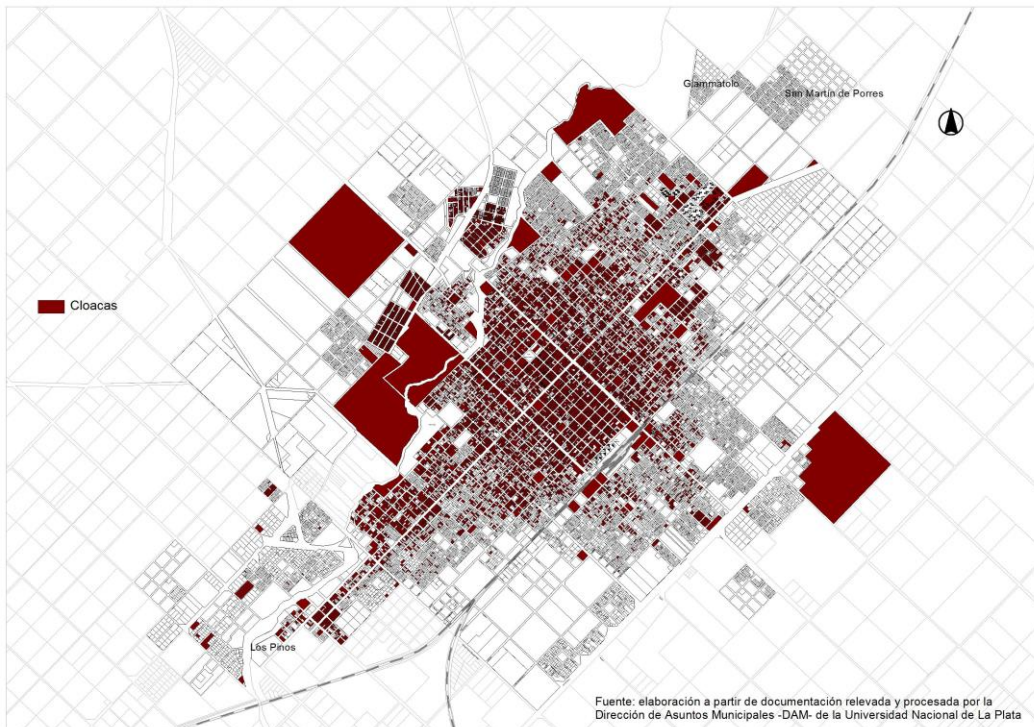 Giammátolo
San Martín de Porres
Cloacas
Los Pinos
Fuente: elaboración a partir de documentación relevada y procesada por la
Dirección de Asuntos Municipales -DAM- de la Universidad Nacional de La Plata